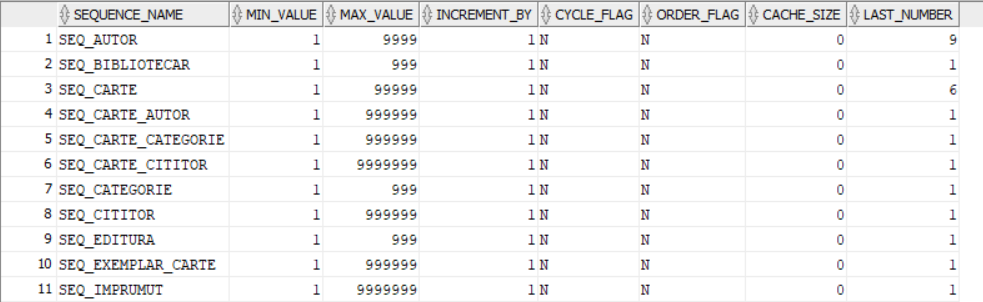 SEQUENCE_NAME MIN_VALUE MAX_VALUE INCREMENT_BY CYCLE_FLAG ORDER_FLAG CACHE_SIZE LAST_NUMBER
1 SEQ_AUTOR 1 9999 1 N N 0 9
2 SEQ_BIBLIOTECAR 1 999 1 N N 0 1
3 SEQ_CARTE 1 99999 1 N N 0 6
4 SEQ_CARTE_AUTOR 1 999999 1 N N 0 1
5 SEQ_CARTE_CATEGORIE 1 999999 1 N N 0 1
6 SEQ_CARTE_CITITOR 1 9999999 1 N N 0 1
7 SEQ_CATEGORIE 1 999 1 N N 0 1
8 SEQ_CITITOR 1 999999 1 N N 0 1
9 SEQ_EDITURA 1 999 1 N N 0 1
10 SEQ_EXEMPLAR_CARTE 1 999999 1 N N 0 1
11 SEQ_IMPRUMUT 1 9999999 1 N N 0 1